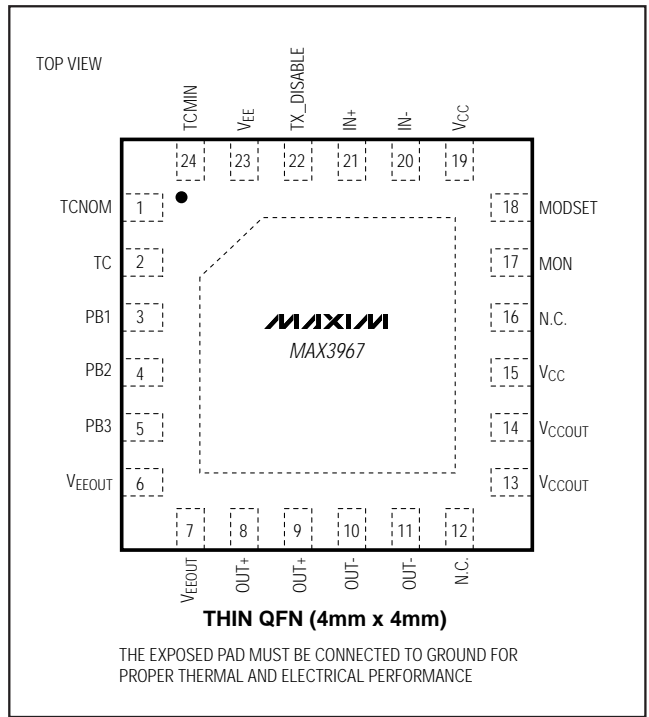 TOP VIEW
TCMIN
VEE
TX_DISABLE
IN+
IN-
VCC
24
23
22
21
20
19
TCNOM
1
18
MODSET
TC
2
17
MON
PB1
3
MAXIM
16
N.C.
MAX3967
PB2
4
15
VCC
PB3
5
14
VCCOUT
VEEOUT
6
13
VCCOUT
7
8
9
10
11
12
VEEOUT
OUT+
OUT+
OUT-
OUT-
N.C.
THIN QFN (4mm x 4mm)
THE EXPOSED PAD MUST BE CONNECTED TO GROUND FOR
PROPER THERMAL AND ELECTRICAL PERFORMANCE